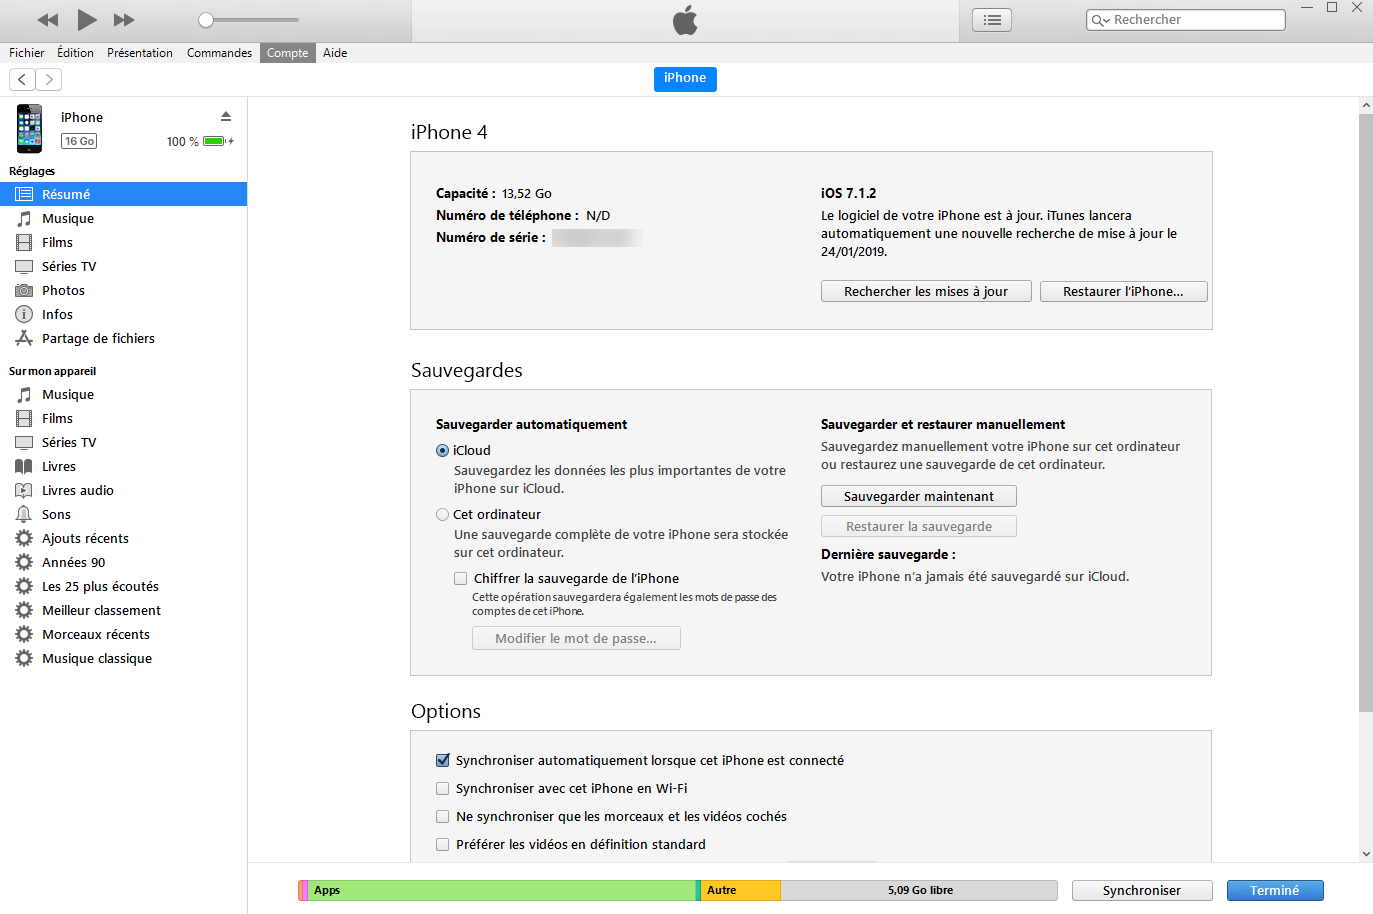 Rechercher
Fichier Édition Présentation Commandes Compte Aide
iPhone
iPhone
16 Go
100 %
Réglages
Résumé
Musique
Films
Séries TV
Photos
Infos
Partage de fichiers
Sur mon appareil
Musique
Films
Séries TV
Livres
Livres audio
Sons
Ajouts récents
Années 90
Les 25 plus écoutés
Meilleur classement
Morceaux récents
Musique classique
iPhone 4
Capacité : 13,52 Go
Numéro de téléphone : N/D
Numéro de série :
iOS 7.1.2
Le logiciel de votre iPhone est à jour. iTunes lancera
automatiquement une nouvelle recherche de mise à jour le
24/01/2019.
Rechercher les mises à jour
Restaurer l'iPhone...
Sauvegardes
Sauvegarder automatiquement
iCloud
Sauvegardez les données les plus importantes de votre
iPhone sur iCloud.
Cet ordinateur
Une sauvegarde complète de votre iPhone sera stockée
sur cet ordinateur.
Chiffrer la sauvegarde de l'iPhone
Cette opération sauvegardera également les mots de passe des
comptes de cet iPhone.
Modifier le mot de passe...
Sauvegarder et restaurer manuellement
Sauvegardez manuellement votre iPhone sur cet ordinateur
ou restaurez une sauvegarde de cet ordinateur.
Sauvegarder maintenant
Restaurer la sauvegarde
Dernière sauvegarde :
Votre iPhone n'a jamais été sauvegardé sur iCloud.
Options
Synchroniser automatiquement lorsque cet iPhone est connecté
Synchroniser avec cet iPhone en Wi-Fi
Ne synchroniser que les morceaux et les vidéos cochés
Préférer les vidéos en définition standard
Apps
Autre
5,09 Go libre
Synchroniser
Terminé